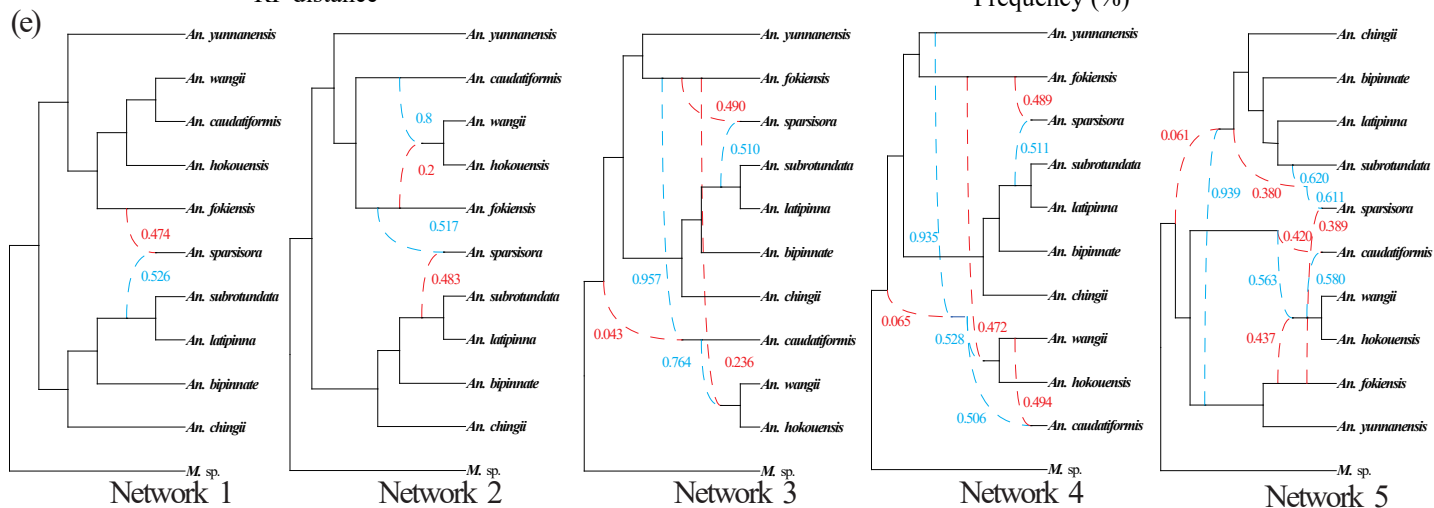 RF distance
Frequency (%)
(e)
An. yunnanensis
An. wangii
An. caudatiformis
An. hokouensis
An. fokiensis
0.474
An. sparsisora
0.526
An. subrotundata
An. latipinna
An. bipinnate
An. chingii
M. sp.
Network 1
An. yunnanensis
An. caudatiformis
0.8
An. wangii
An. hokouensis
0.2
An. fokiensis
0.517
An. sparsisora
0.483
An. subrotundata
An. latipinna
An. bipinnate
An. chingii
M. sp.
Network 2
An. yunnanensis
An. fokiensis
0.490
An. sparsisora
0.510
An. subrotundata
An. latipinna
An. bipinnate
0.957
An. chingii
0.043
An. caudatiformis
0.764
0.236
An. wangii
An. hokouensis
M. sp.
Network 3
An. yunnanensis
An. fokiensis
0.489
An. sparsisora
0.511
An. subrotundata
An. latipinna
0.935
An. bipinnate
An. chingii
0.065
0.472
0.528
An. wangii
An. hokouensis
0.494
0.506
An. caudatiformis
M. sp.
Network 4
An. chingii
An. bipinnate
An. latipinna
0.061
An. subrotundata
0.939
0.380
0.620
0.611
An. sparsisora
0.389
0.420
An. caudatiformis
0.563
0.580
An. wangii
0.437
An. hokouensis
An. fokiensis
An. yunnanensis
M. sp.
Network 5